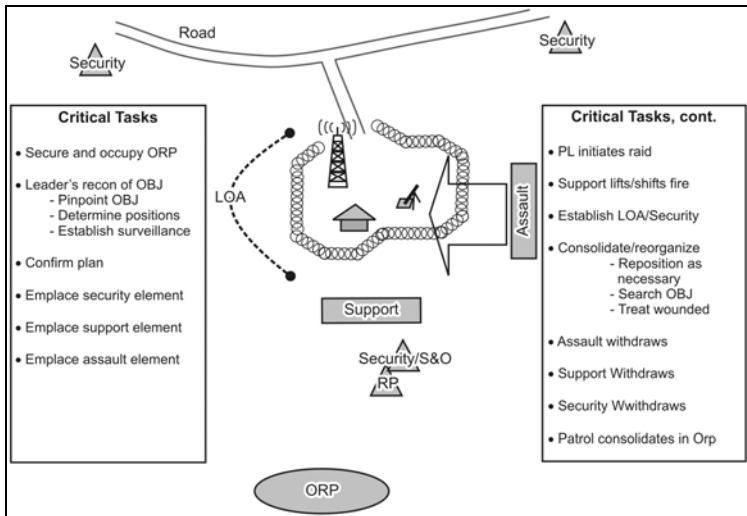 Road
Security
Security
Critical Tasks
• Secure and occupy ORP
• Leader's recon of OBJ
- Pinpoint OBJ
- Determine positions
- Establish surveillance
• Confirm plan
• Emplace security element
• Emplace support element
• Emplace assault element
LOA
Assault
Support
Security/S&O
RP
ORP
Critical Tasks, cont.
• PL initiates raid
• Support lifts/shifts fire
• Establish LOA/Security
• Consolidate/reorganize
- Reposition as
necessary
- Search OBJ
- Treat wounded
• Assault withdraws
• Support Withdraws
• Security Wwithdraws
• Patrol consolidates in Orp